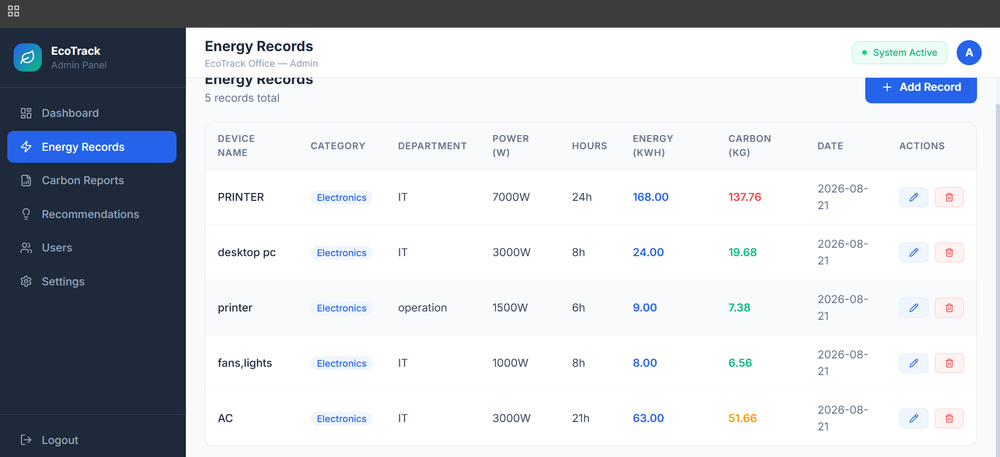 EcoTrack
Admin Panel
Dashboard
Energy Records
Carbon Reports
Recommendations
Users
Settings
Logout
Energy Records
EcoTrack Office — Admin
System Active
A
Energy Records
5 records total
+ Add Record
DEVICE NAME CATEGORY DEPARTMENT POWER (W) HOURS ENERGY (KWH) CARBON (KG) DATE ACTIONS
PRINTER Electronics IT 7000W 24h 168.00 137.76 2026-08-21
desktop pc Electronics IT 3000W 8h 24.00 19.68 2026-08-21
printer Electronics operation 1500W 6h 9.00 7.38 2026-08-21
fans,lights Electronics IT 1000W 8h 8.00 6.56 2026-08-21
AC Electronics IT 3000W 21h 63.00 51.66 2026-08-21